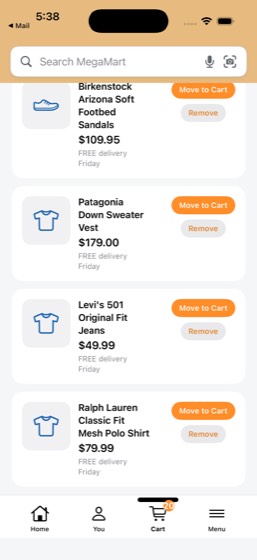 5:38
◀ Mail
Search MegaMart
Birkenstock
Arizona Soft
Footbed
Sandals
$109.95
FREE delivery
Friday
Move to Cart
Remove
Patagonia
Down Sweater
Vest
$179.00
FREE delivery
Friday
Move to Cart
Remove
Levi's 501
Original Fit
Jeans
$49.99
FREE delivery
Friday
Move to Cart
Remove
Ralph Lauren
Classic Fit
Mesh Polo Shirt
$79.99
FREE delivery
Friday
Move to Cart
Remove
Home
You
Cart
Menu